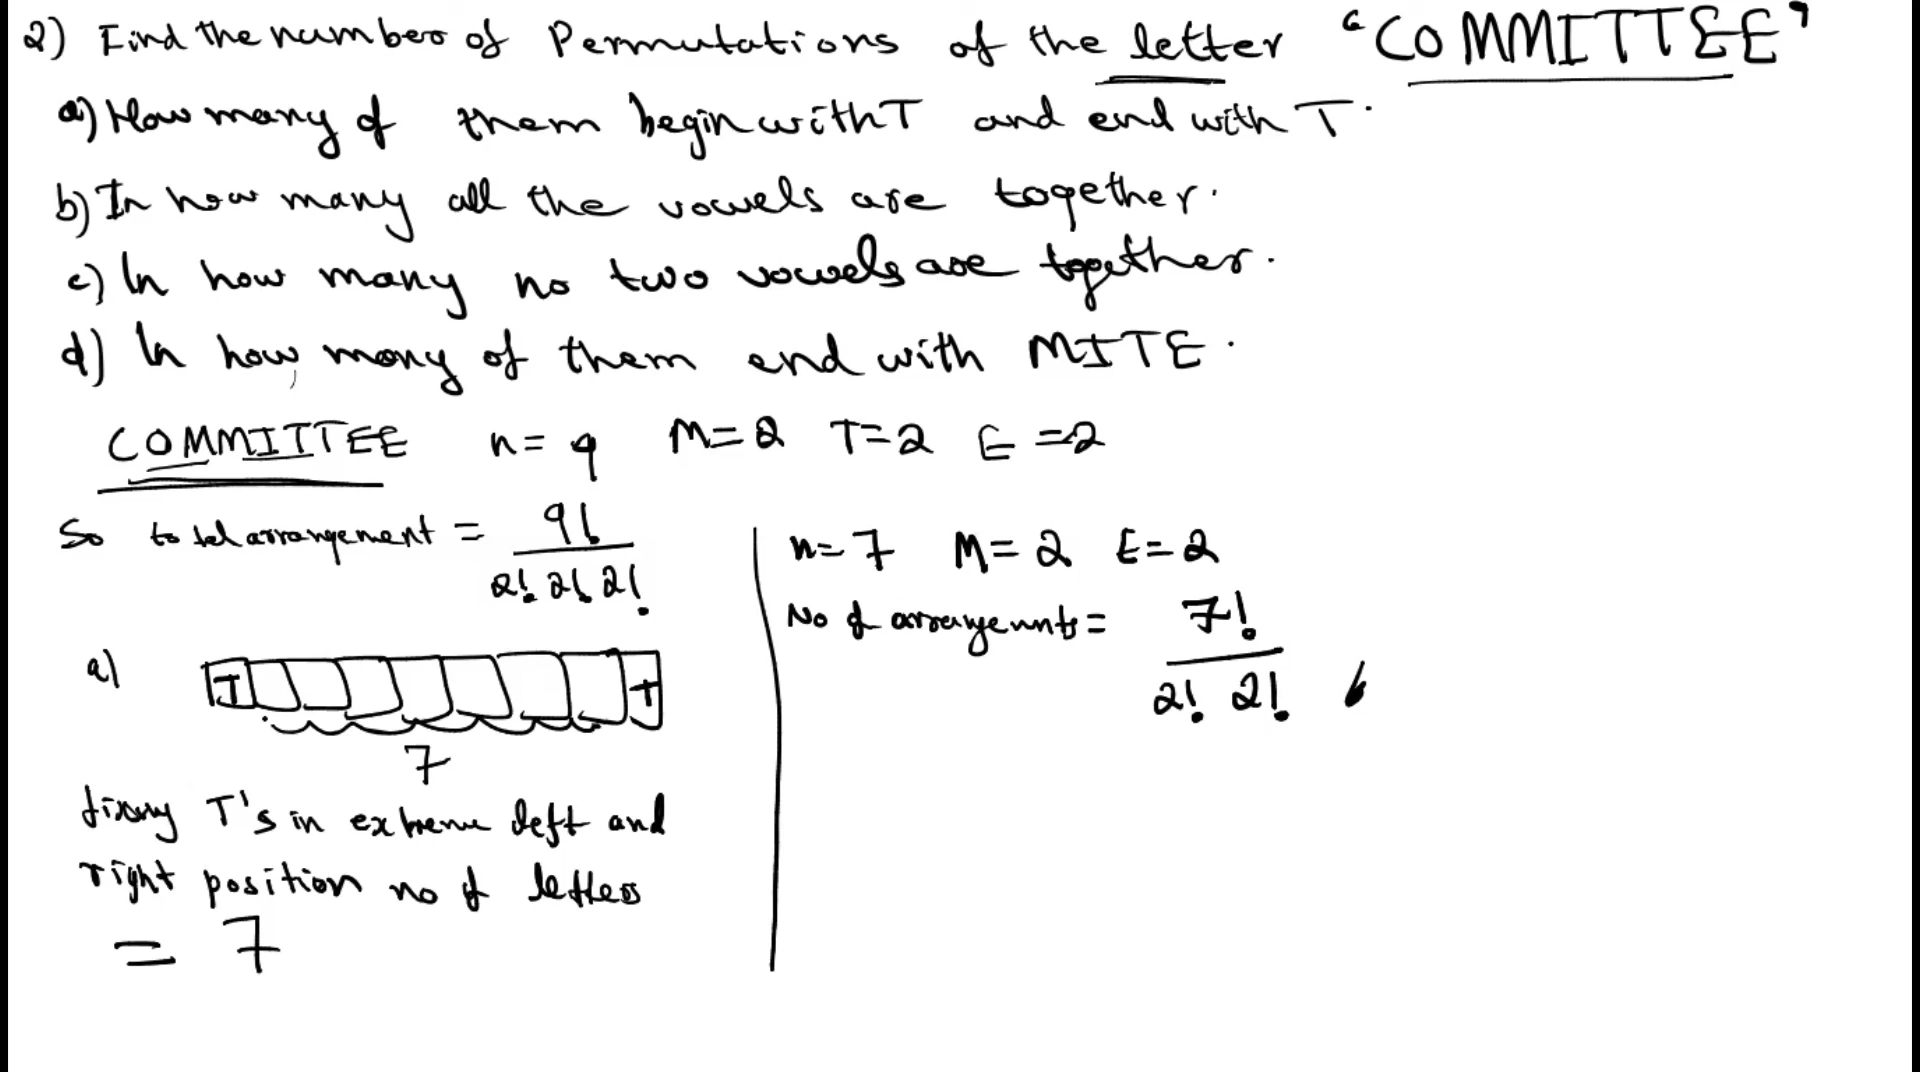 2) Find the number of Permutations of the letter "COMMITTEE"
a) How many of them begin with T and end with T.
b) In how many all the vowels are together.
c) In how many no two vowels are together.
d) In how many of them end with MITE.
COMMITTEE n = 9 M = 2 T = 2 E = 2
So total arrangement = 9! / 2! 2! 2!
a) T T
7
fixing T's in extreme left and
right position no of letters
= 7
n = 7 M = 2 E = 2
No of arrangements = 7! / 2! 2!